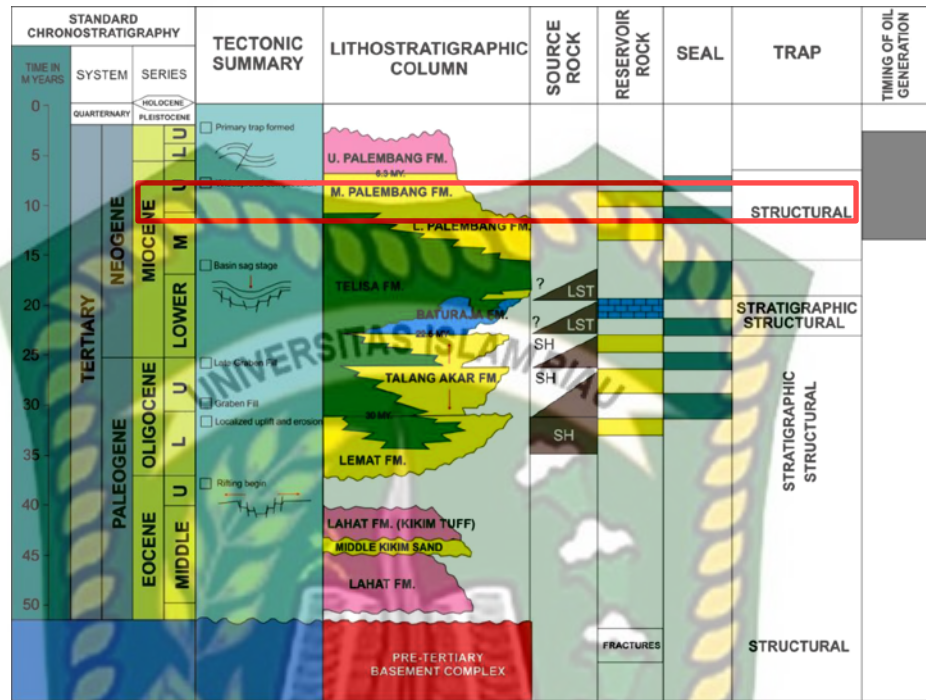 STANDARD
CHRONOSTRATIGRAPHY
TECTONIC
SUMMARY
LITHOSTRATIGRAPHIC
COLUMN
SOURCE
ROCK
RESERVOIR
ROCK
SEAL
TRAP
TIMING OF OIL
GENERATION
TIME IN
M YEARS
SYSTEM
SERIES
0
5
10
15
20
25
30
35
40
45
50
QUARTERNARY
TERTIARY
NEOGENE
PALEOGENE
HOLOCENE
PLEISTOCENE
MIOCENE
OLIGOCENE
EOCENE
U
L
U
M
LOWER
U
L
U
MIDDLE
Primary trap formed
Basin sag stage
Late Graben Fill
Graben Fill
Localized uplift and erosion
Rifting begin
U. PALEMBANG FM.
M. PALEMBANG FM.
L. PALEMBANG FM.
TELISA FM.
BATURAJA FM.
TALANG AKAR FM.
30 MY.
LEMAT FM.
LAHAT FM. (KIKIM TUFF)
MIDDLE KIKIM SAND
LAHAT FM.
PRE-TERTIARY
BASEMENT COMPLEX
?
LST
?
LST
SH
SH
SH
FRACTURES
STRUCTURAL
STRATIGRAPHIC
STRUCTURAL
STRATIGRAPHIC
STRUCTURAL
STRUCTURAL
UNIVERSITAS ISLAM RIAU